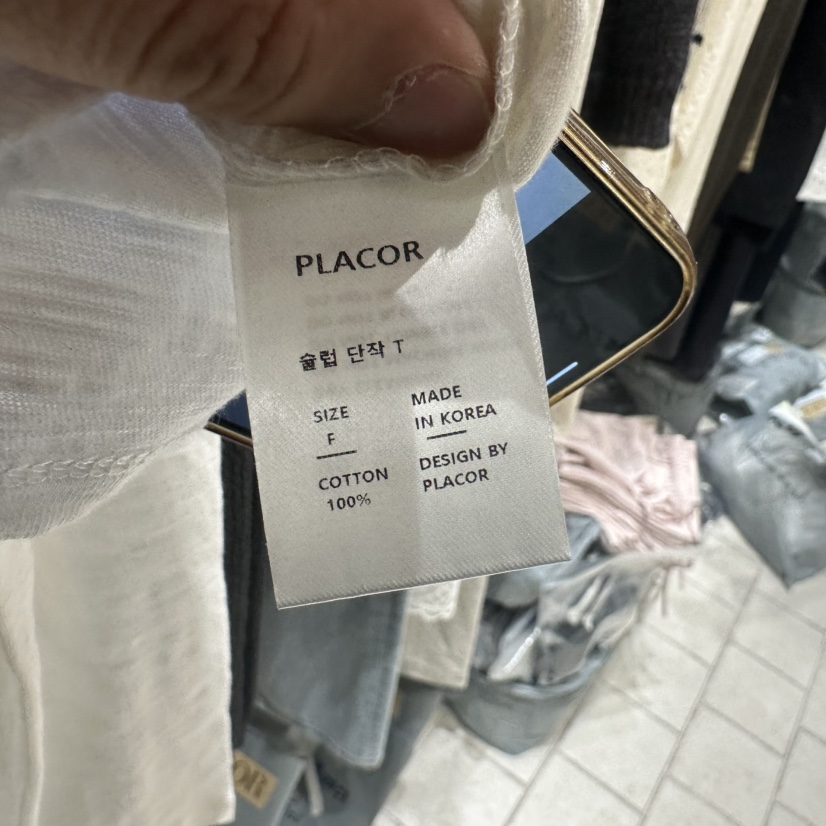 PLACOR
슬럽 단작 T
SIZE
F
COTTON
100%
MADE
IN KOREA
DESIGN BY
PLACOR